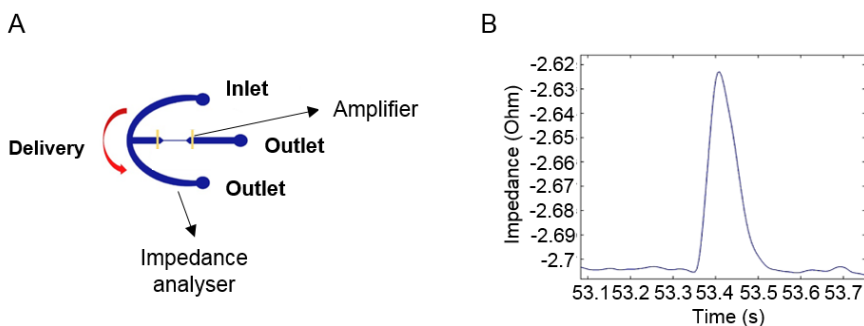 A
Inlet
Amplifier
Delivery
Outlet
Outlet
Impedance
analyser
B
Impedance (Ohm)
-2.62
-2.63
-2.64
-2.66
-2.66
-2.67
-2.68
-2.69
-2.7
53.1 53.2 53.3 53.4 53.5 53.6 53.7
Time (s)